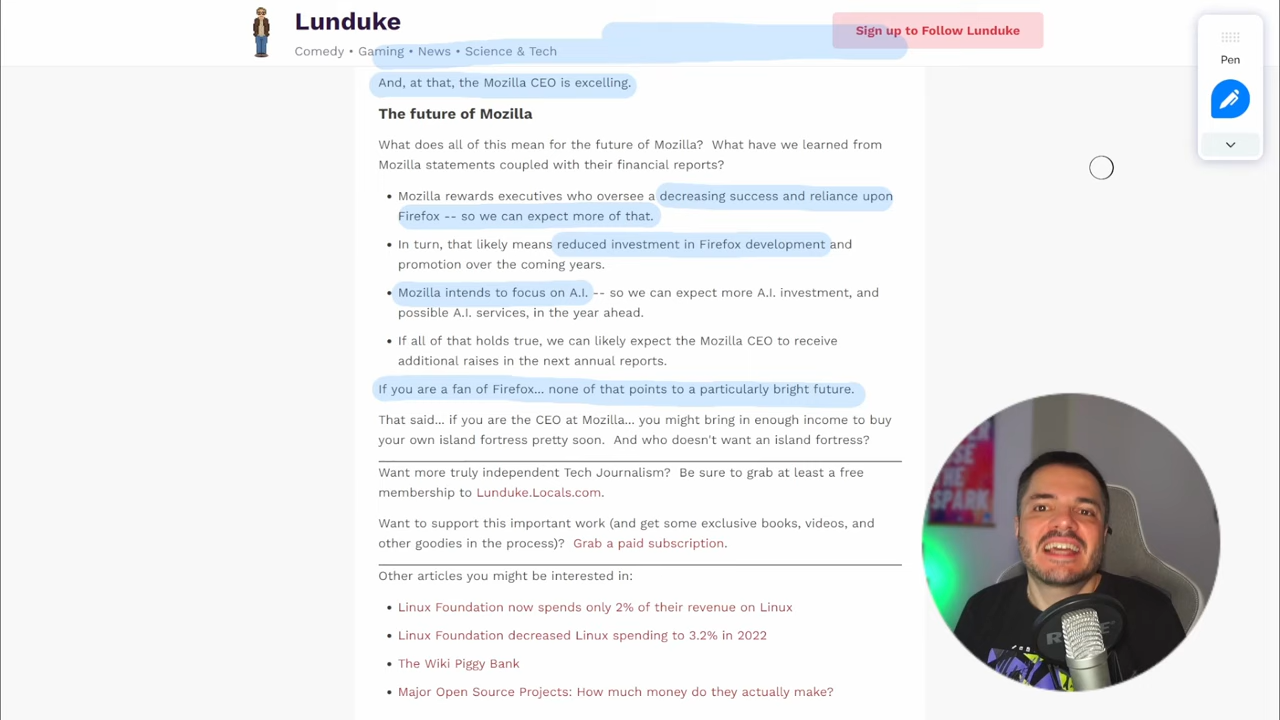 Lunduke
Comedy • Gaming • News • Science & Tech
Sign up to Follow Lunduke
Pen
And, at that, the Mozilla CEO is excelling.
The future of Mozilla
What does all of this mean for the future of Mozilla?  What have we learned from
Mozilla statements coupled with their financial reports?
• Mozilla rewards executives who oversee a decreasing success and reliance upon
Firefox -- so we can expect more of that.
• In turn, that likely means reduced investment in Firefox development and
promotion over the coming years.
• Mozilla intends to focus on A.I. -- so we can expect more A.I. investment, and
possible A.I. services, in the year ahead.
• If all of that holds true, we can likely expect the Mozilla CEO to receive
additional raises in the next annual reports.
If you are a fan of Firefox... none of that points to a particularly bright future.
That said... if you are the CEO at Mozilla... you might bring in enough income to buy
your own island fortress pretty soon.  And who doesn't want an island fortress?
Want more truly independent Tech Journalism?  Be sure to grab at least a free
membership to Lunduke.Locals.com.
Want to support this important work (and get some exclusive books, videos, and
other goodies in the process)?  Grab a paid subscription.
Other articles you might be interested in:
• Linux Foundation now spends only 2% of their revenue on Linux
• Linux Foundation decreased Linux spending to 3.2% in 2022
• The Wiki Piggy Bank
• Major Open Source Projects: How much money do they actually make?
THE
SPARK